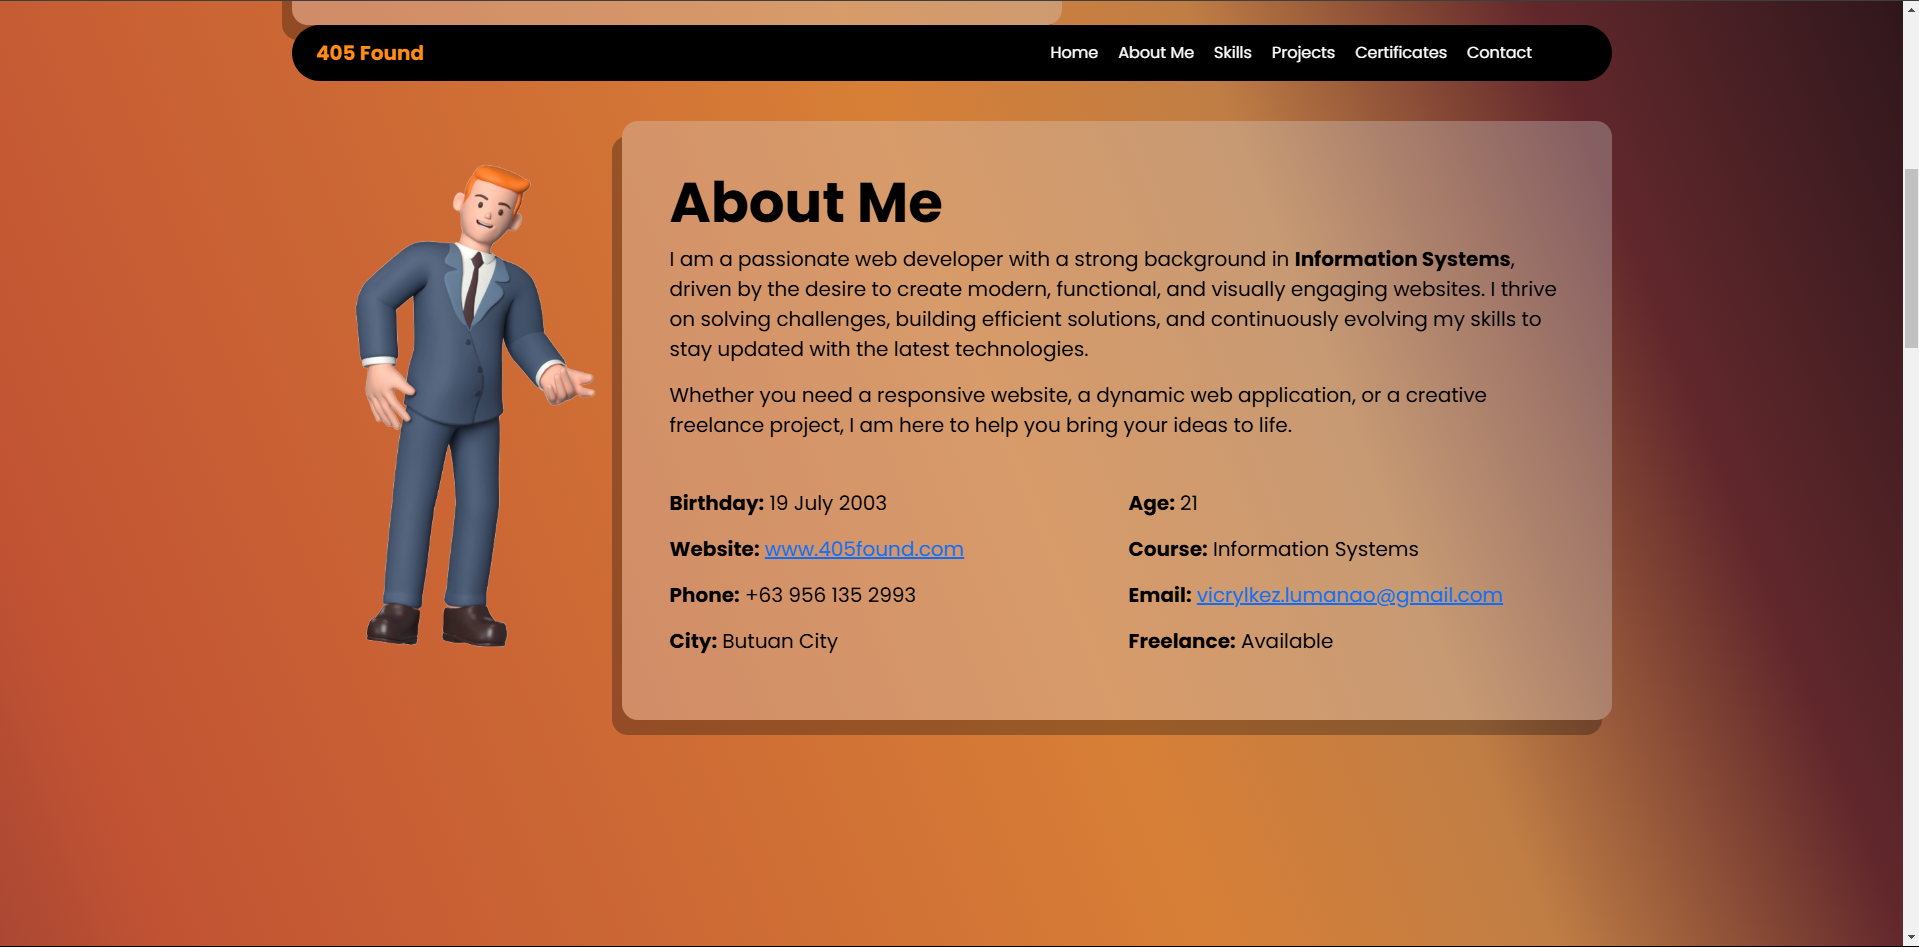 405 Found
Home About Me Skills Projects Certificates Contact
About Me
I am a passionate web developer with a strong background in Information Systems,
driven by the desire to create modern, functional, and visually engaging websites. I thrive
on solving challenges, building efficient solutions, and continuously evolving my skills to
stay updated with the latest technologies.
Whether you need a responsive website, a dynamic web application, or a creative
freelance project, I am here to help you bring your ideas to life.
Birthday: 19 July 2003
Age: 21
Website: www.405found.com
Course: Information Systems
Phone: +63 956 135 2993
Email: vicrylkez.lumanao@gmail.com
City: Butuan City
Freelance: Available